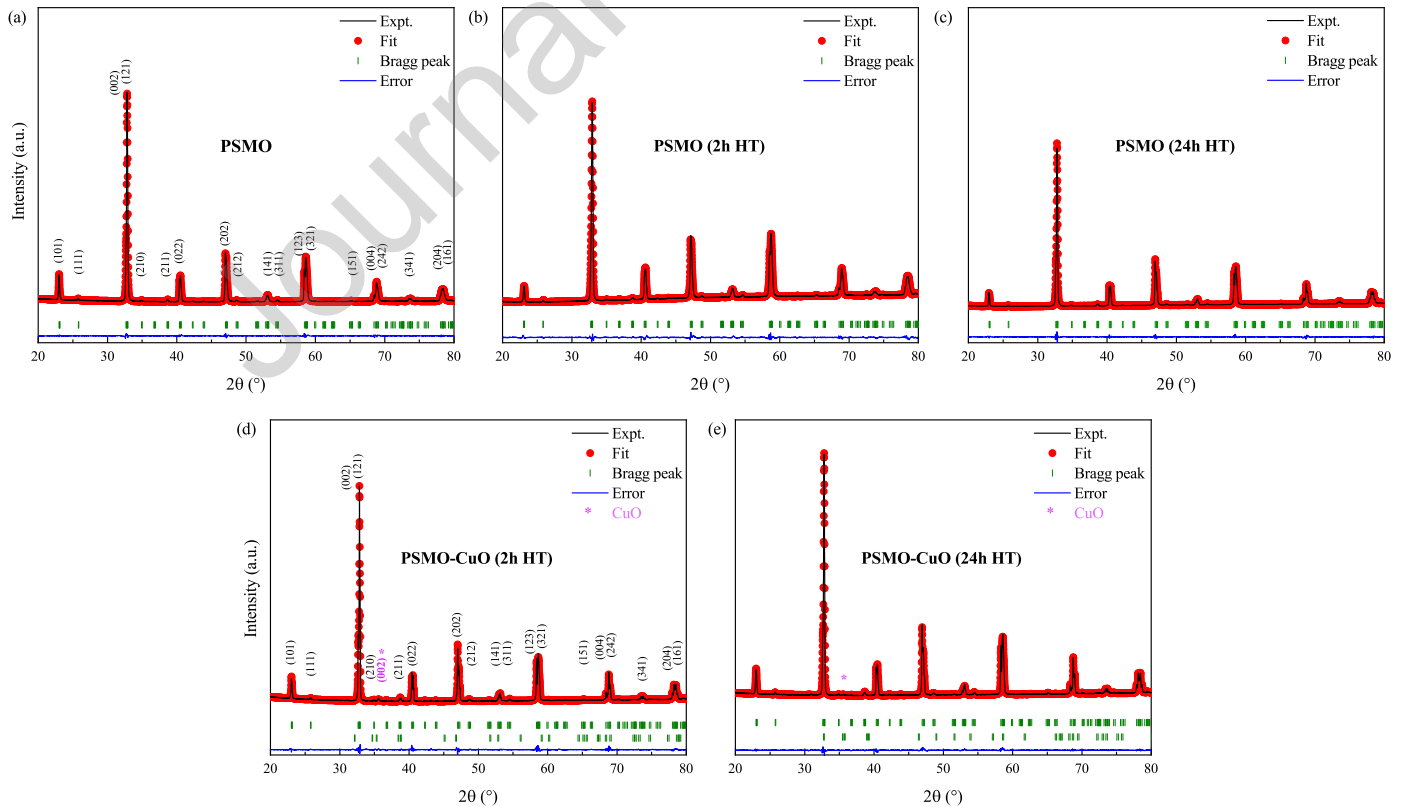 (a)
Expt.
Fit
Bragg peak
Error
PSMO
Intensity (a.u.)
(101)
(111)
(002)
(121)
(210)
(211)
(022)
(202)
(212)
(141)
(311)
(123)
(321)
(151)
(004)
(242)
(341)
(204)
(161)
20 30 40 50 60 70 80
2θ (°)
(b)
Expt.
Fit
Bragg peak
Error
PSMO (2h HT)
20 30 40 50 60 70 80
2θ (°)
(c)
Expt.
Fit
Bragg peak
Error
PSMO (24h HT)
20 30 40 50 60 70 80
2θ (°)
Journal
(d)
Expt.
Fit
Bragg peak
Error
* CuO
PSMO-CuO (2h HT)
Intensity (a.u.)
(101)
(111)
(002)
(121)
(210)
(002) *
(211)
(022)
(202)
(212)
(141)
(311)
(123)
(321)
(151)
(004)
(242)
(341)
(204)
(161)
20 30 40 50 60 70 80
2θ (°)
(e)
Expt.
Fit
Bragg peak
Error
* CuO
PSMO-CuO (24h HT)
*
20 30 40 50 60 70 80
2θ (°)